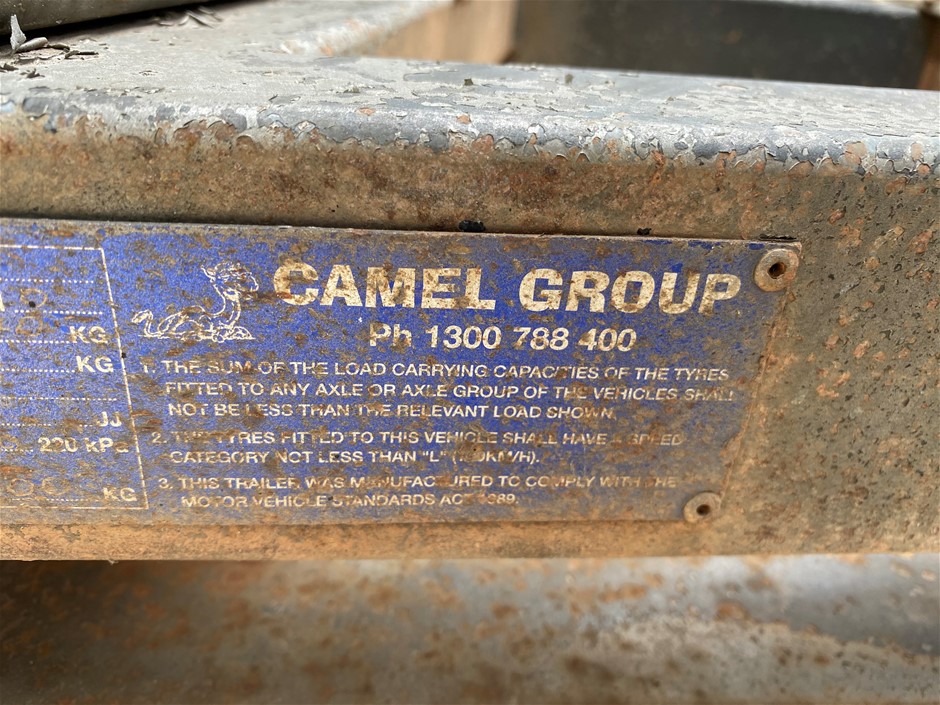 CAMEL GROUP
Ph 1300 788 400
KG
KG
JJ
220 kPa
KG
1. THE SUM OF THE LOAD CARRYING CAPACITIES OF THE TYRES
FITTED TO ANY AXLE OR AXLE GROUP OF THE VEHICLES SHALL
NOT BE LESS THAN THE RELEVANT LOAD SHOWN.
2. THE TYRES FITTED TO THIS VEHICLE SHALL HAVE A SPEED
CATEGORY NOT LESS THAN "L" (120KM/H).
3. THIS TRAILER WAS MANUFACTURED TO COMPLY WITH THE
MOTOR VEHICLE STANDARDS ACT 1989.